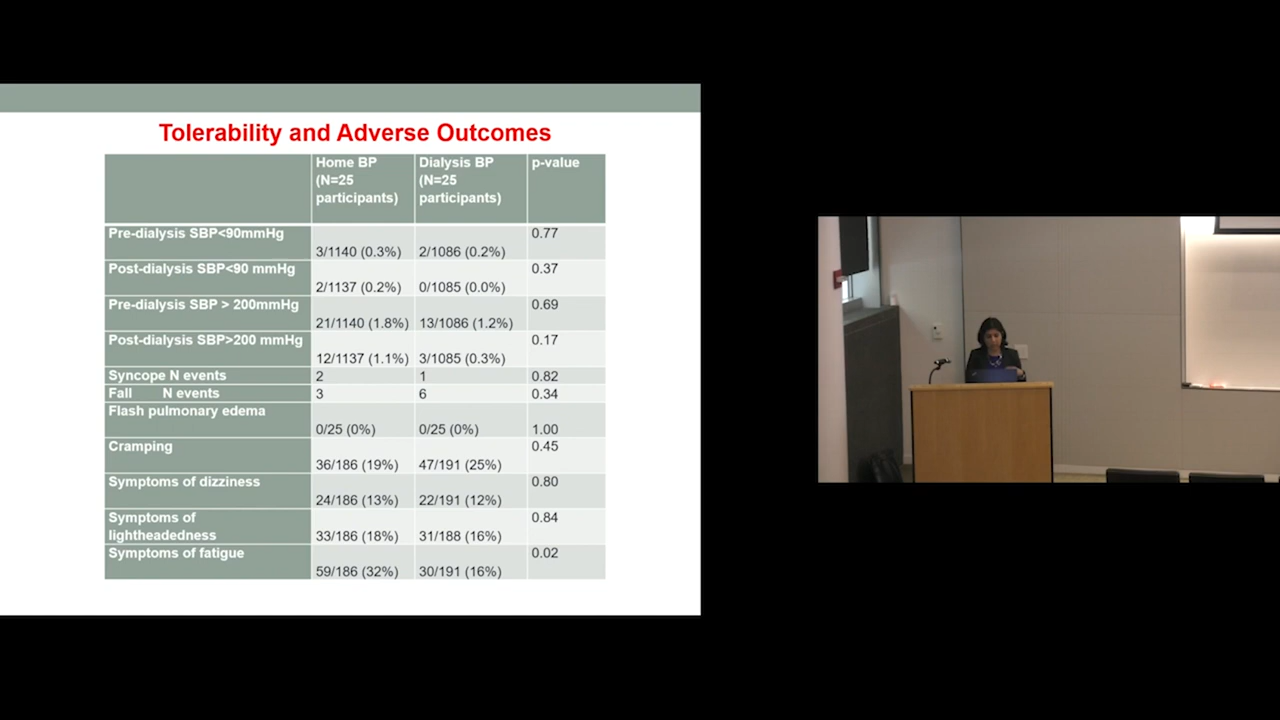 Tolerability and Adverse Outcomes
Home BP (N=25 participants) Dialysis BP (N=25 participants) p-value
Pre-dialysis SBP<90mmHg 3/1140 (0.3%) 2/1086 (0.2%) 0.77
Post-dialysis SBP<90 mmHg 2/1137 (0.2%) 0/1085 (0.0%) 0.37
Pre-dialysis SBP > 200mmHg 21/1140 (1.8%) 13/1086 (1.2%) 0.69
Post-dialysis SBP>200 mmHg 12/1137 (1.1%) 3/1085 (0.3%) 0.17
Syncope N events 2 1 0.82
Fall N events 3 6 0.34
Flash pulmonary edema 0/25 (0%) 0/25 (0%) 1.00
Cramping 36/186 (19%) 47/191 (25%) 0.45
Symptoms of dizziness 24/186 (13%) 22/191 (12%) 0.80
Symptoms of lightheadedness 33/186 (18%) 31/188 (16%) 0.84
Symptoms of fatigue 59/186 (32%) 30/191 (16%) 0.02